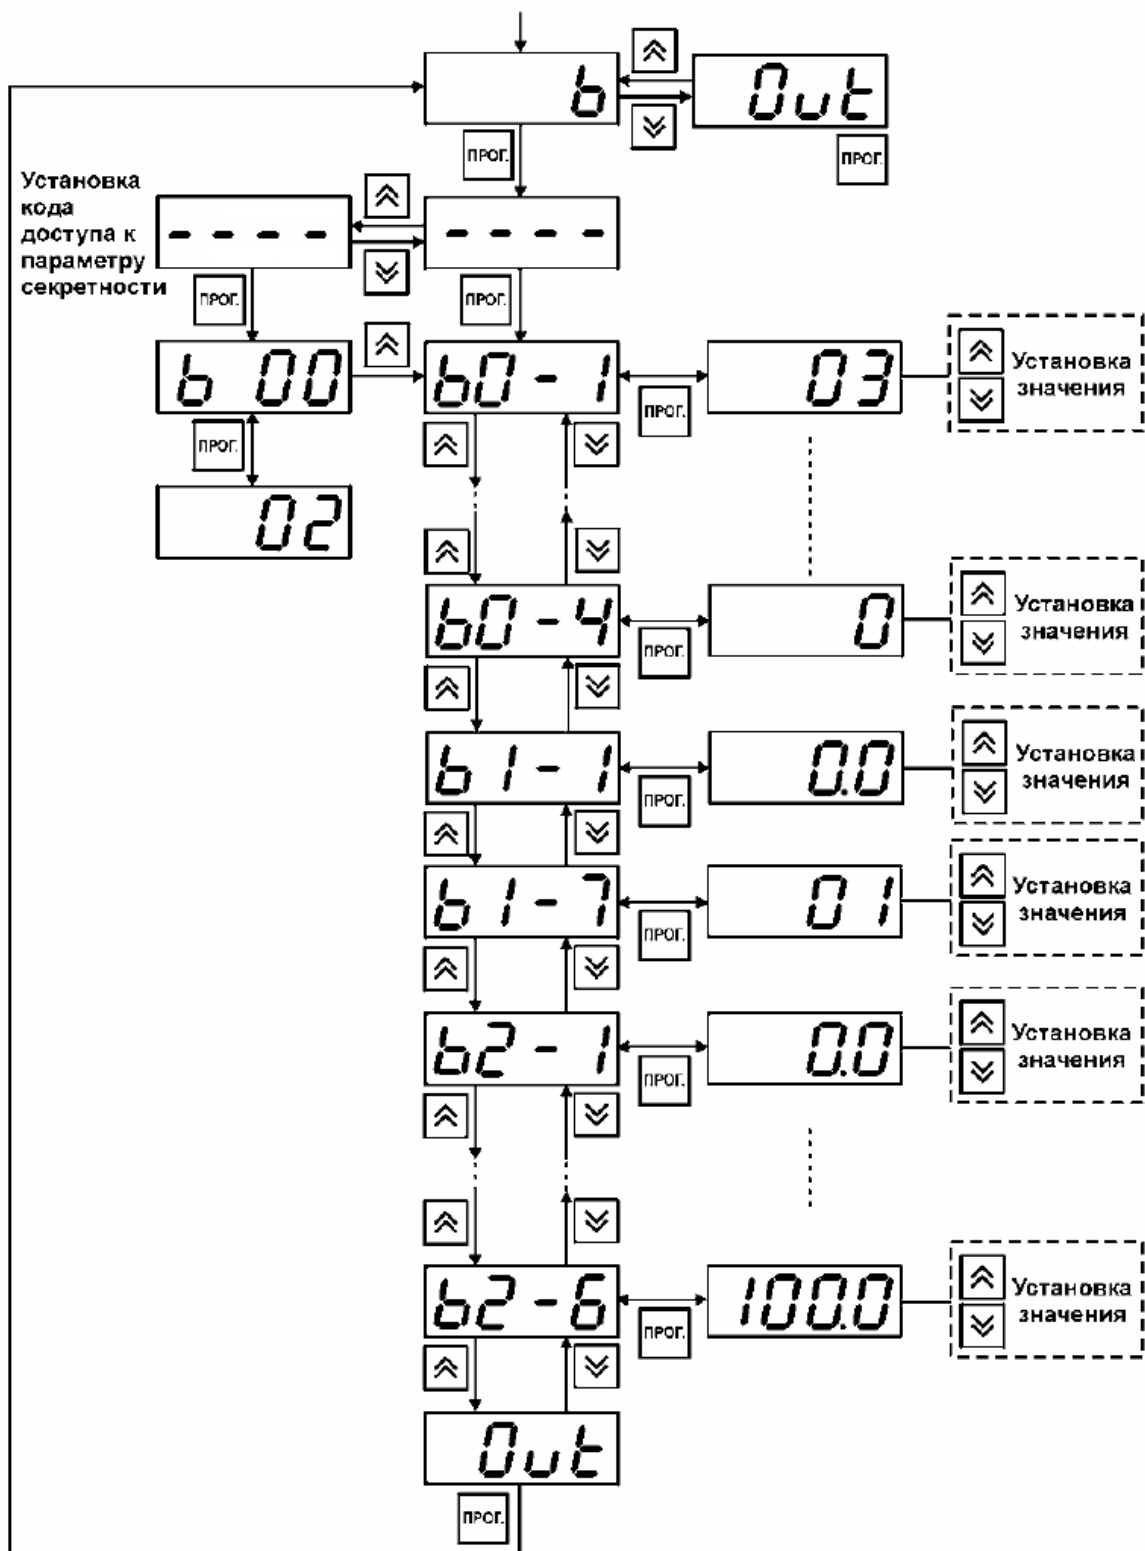 b
Out
ПРОГ.
ПРОГ.
Установка
кода
доступа к
параметру
секретности
- - - -
- - - -
ПРОГ.
ПРОГ.
b 00
b0-1
03
Установка
значения
ПРОГ.
ПРОГ.
02
b0-4
0
Установка
значения
ПРОГ.
b1-1
0.0
Установка
значения
ПРОГ.
b1-7
01
Установка
значения
ПРОГ.
b2-1
0.0
Установка
значения
ПРОГ.
b2-6
100.0
Установка
значения
ПРОГ.
Out
ПРОГ.